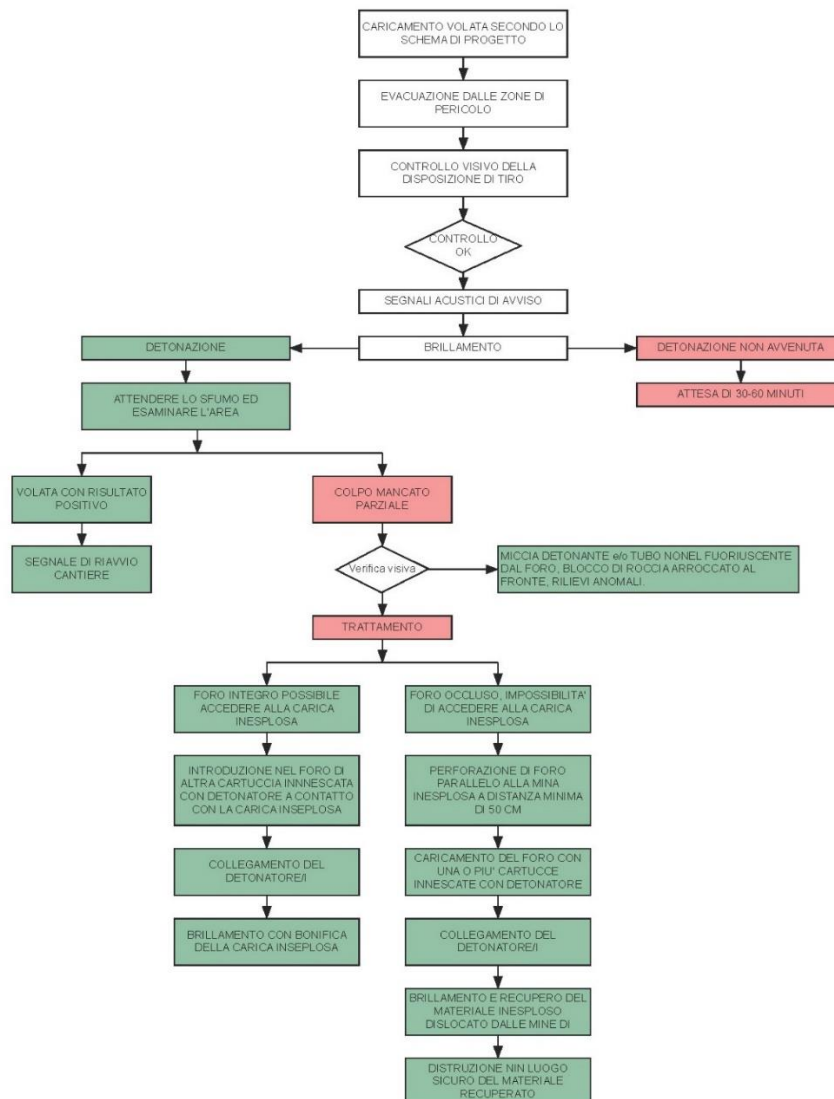 CARICAMENTO VOLATA SECONDO LO
SCHEMA DI PROGETTO
EVACUAZIONE DALLE ZONE DI
PERICOLO
CONTROLLO VISIVO DELLA
DISPOSIZIONE DI TIRO
CONTROLLO
OK
SEGNALI ACUSTICI DI AVVISO
DETONAZIONE
BRILLAMENTO
DETONAZIONE NON AVVENUTA
ATTENDERE LO SFUMO ED
ESAMINARE L'AREA
ATTESA DI 30-60 MINUTI
VOLATA CON RISULTATO
POSITIVO
COLPO MANCATO
PARZIALE
SEGNALE DI RIAVVIO
CANTIERE
Verifica visiva
MICCIA DETONANTE e/o TUBO NONEL FUORIUSCENTE
DAL FORO, BLOCCO DI ROCCIA ARROCCATO AL
FRONTE, RILIEVI ANOMALI.
TRATTAMENTO
FORO INTEGRO POSSIBILE
ACCEDERE ALLA CARICA
INESPLOSA
FORO OCCLUSO, IMPOSSIBILITA'
DI ACCEDERE ALLA CARICA
INESPLOSA
INTRODUZIONE NEL FORO DI
ALTRA CARTUCCIA INNNESCATA
CON DETONATORE A CONTATTO
CON LA CARICA INSEPLOSA
PERFORAZIONE DI FORO
PARALLELO ALLA MINA
INESPLOSA A DISTANZA MINIMA
DI 50 CM
COLLEGAMENTO DEL
DETONATORE/I
CARICAMENTO DEL FORO CON
UNA O PIU' CARTUCCE
INNESCATE CON DETONATORE
BRILLAMENTO CON BONIFICA
DELLA CARICA INSEPLOSA
COLLEGAMENTO DEL
DETONATORE/I
BRILLAMENTO E RECUPERO DEL
MATERIALE INESPLOSO
DISLOCATO DALLE MINE DI
DISTRUZIONE NIN LUOGO
SICURO DEL MATERIALE
RECUPERATO